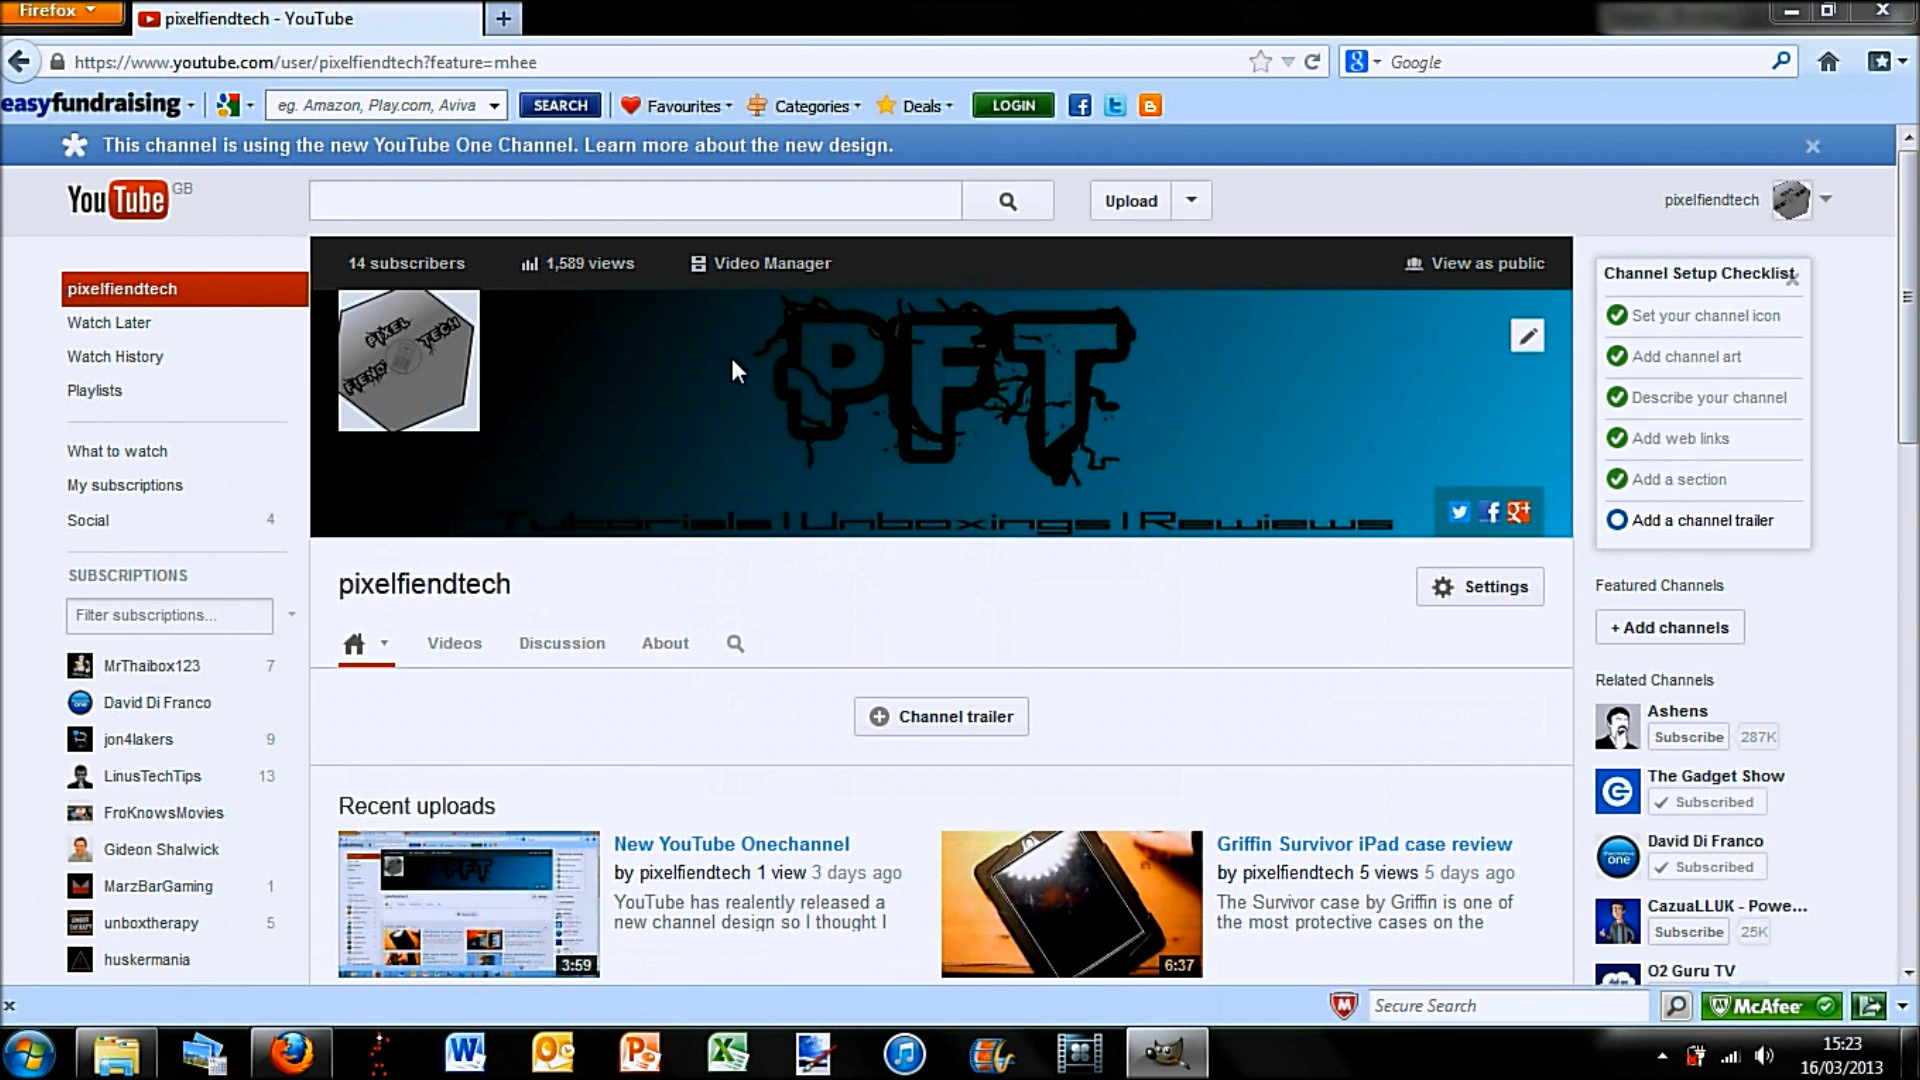 Firefox
pixelfiendtech - YouTube
https://www.youtube.com/user/pixelfiendtech?feature=mhee
Google
easyfundraising
eg. Amazon, Play.com, Aviva
SEARCH
Favourites
Categories
Deals
LOGIN
This channel is using the new YouTube One Channel. Learn more about the new design.
YouTube GB
Upload
pixelfiendtech
14 subscribers
1,589 views
Video Manager
View as public
PIXEL
FIEND
TECH
PFT
Tutorials | Unboxings | Reviews
pixelfiendtech
Watch Later
Watch History
Playlists
What to watch
My subscriptions
Social 4
SUBSCRIPTIONS
Filter subscriptions...
MrThaibox123 7
David Di Franco
jon4lakers 9
LinusTechTips 13
FroKnowsMovies
Gideon Shalwick
MarzBarGaming 1
unboxtherapy 5
huskermania
pixelfiendtech
Settings
Videos
Discussion
About
Channel trailer
Recent uploads
3:59
New YouTube Onechannel
by pixelfiendtech 1 view 3 days ago
YouTube has realently released a
new channel design so I thought I
6:37
Griffin Survivor iPad case review
by pixelfiendtech 5 views 5 days ago
The Survivor case by Griffin is one of
the most protective cases on the
Channel Setup Checklist
Set your channel icon
Add channel art
Describe your channel
Add web links
Add a section
Add a channel trailer
Featured Channels
+ Add channels
Related Channels
Ashens
Subscribe 287K
The Gadget Show
Subscribed
David Di Franco
Subscribed
CazuaLLUK - Powe...
Subscribe 25K
O2 Guru TV
Secure Search
McAfee
15:23
16/03/2013